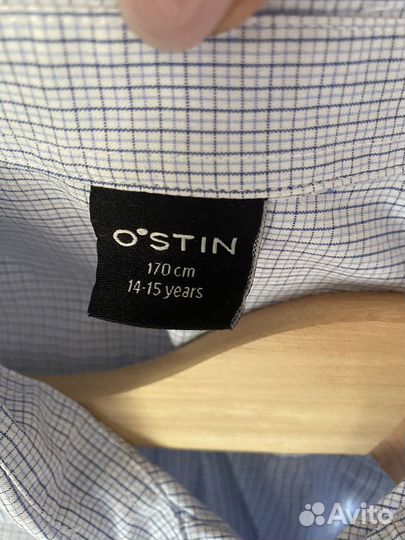 O'STIN
170 cm
14-15 years
Avito